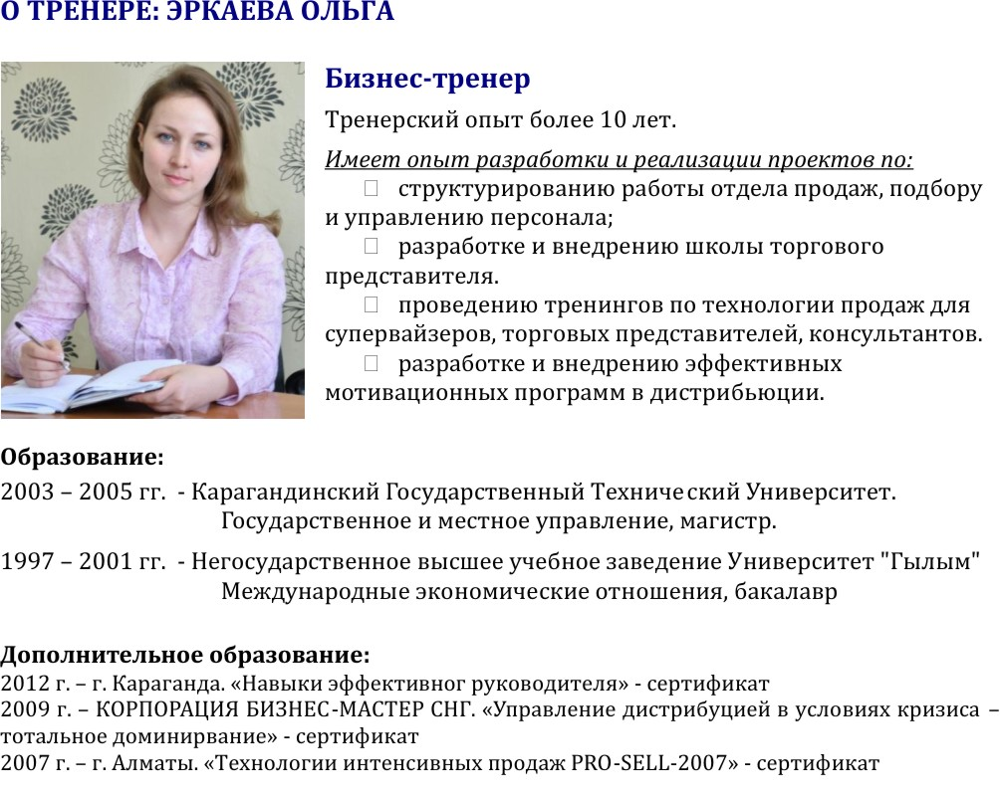 О ТРЕНЕРЕ: ЭРКАЕВА ОЛЬГА
Бизнес-тренер
Тренерский опыт более 10 лет.
Имеет опыт разработки и реализации проектов по:
структурированию работы отдела продаж, подбору
и управлению персонала;
разработке и внедрению школы торгового
представителя.
проведению тренингов по технологии продаж для
супервайзеров, торговых представителей, консультантов.
разработке и внедрению эффективных
мотивационных программ в дистрибьюции.
Образование:
2003 – 2005 гг. - Карагандинский Государственный Технический Университет.
Государственное и местное управление, магистр.
1997 – 2001 гг. - Негосударственное высшее учебное заведение Университет "Гылым"
Международные экономические отношения, бакалавр
Дополнительное образование:
2012 г. – г. Караганда. «Навыки эффективног руководителя» - сертификат
2009 г. – КОРПОРАЦИЯ БИЗНЕС-МАСТЕР СНГ. «Управление дистрибуцией в условиях кризиса –
тотальное доминирвание» - сертификат
2007 г. – г. Алматы. «Технологии интенсивных продаж PRO-SELL-2007» - сертификат